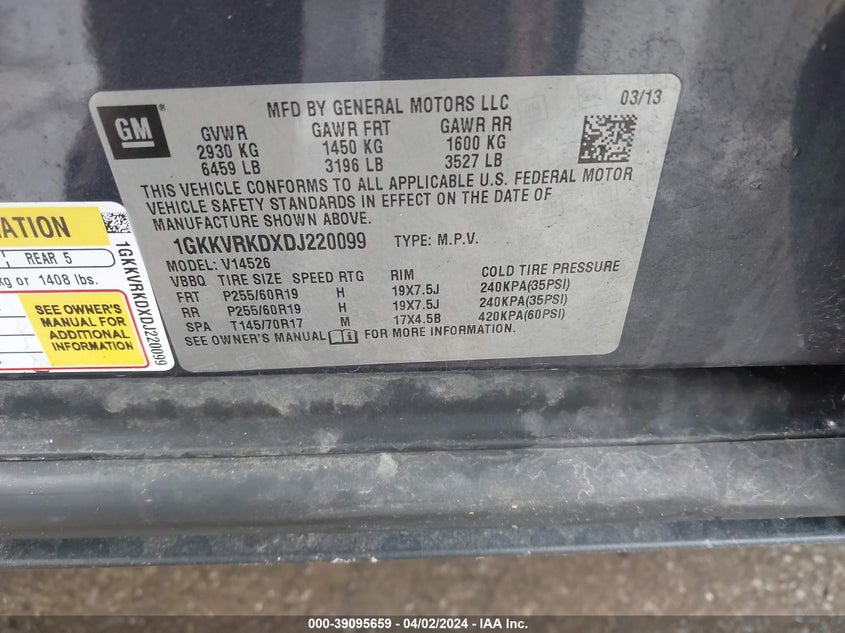 GM®
MFD BY GENERAL MOTORS LLC 03/13
GVWR GAWR FRT GAWR RR
2930 KG 1450 KG 1600 KG
6459 LB 3196 LB 3527 LB
THIS VEHICLE CONFORMS TO ALL APPLICABLE U.S. FEDERAL MOTOR
VEHICLE SAFETY STANDARDS IN EFFECT ON THE DATE OF
MANUFACTURE SHOWN ABOVE.
1GKKVRKDXDJ220099 TYPE: M.P.V.
MODEL: V14526
VBBQ TIRE SIZE SPEED RTG RIM COLD TIRE PRESSURE
FRT P255/60R19 H 19X7.5J 240KPA(35PSI)
RR P255/60R19 H 19X7.5J 240KPA(35PSI)
SPA T145/70R17 M 17X4.5B 420KPA(60PSI)
SEE OWNER'S MANUAL FOR MORE INFORMATION.
ATION
REAR 5
kg or 1408 lbs.
SEE OWNER'S
MANUAL FOR
ADDITIONAL
INFORMATION
1GKKVRKDXDJ220099
000-39095659 - 04/02/2024 - IAA Inc.